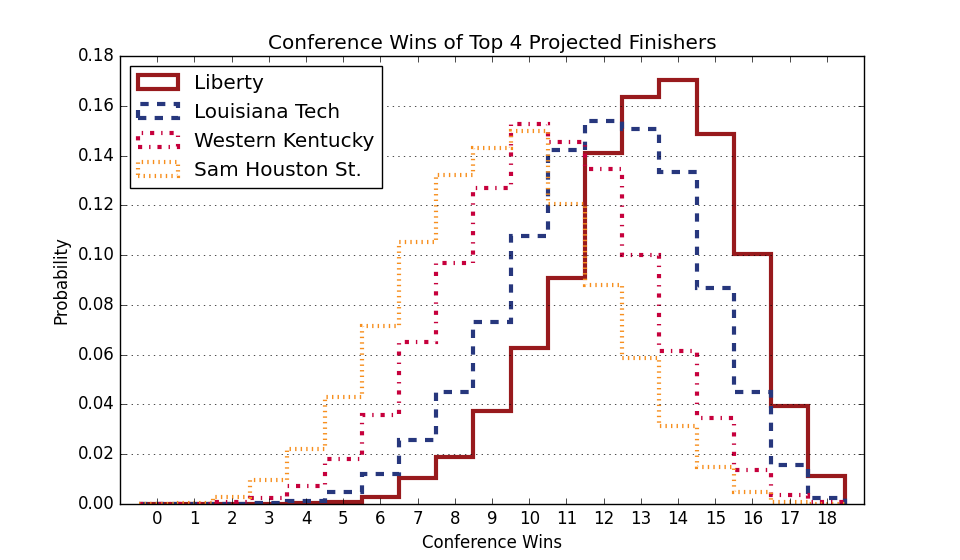 Conference Wins of Top 4 Projected Finishers
Liberty
Louisiana Tech
Western Kentucky
Sam Houston St.
Probability
0.18
0.16
0.14
0.12
0.10
0.08
0.06
0.04
0.02
0.00
0 1 2 3 4 5 6 7 8 9 10 11 12 13 14 15 16 17 18
Conference Wins